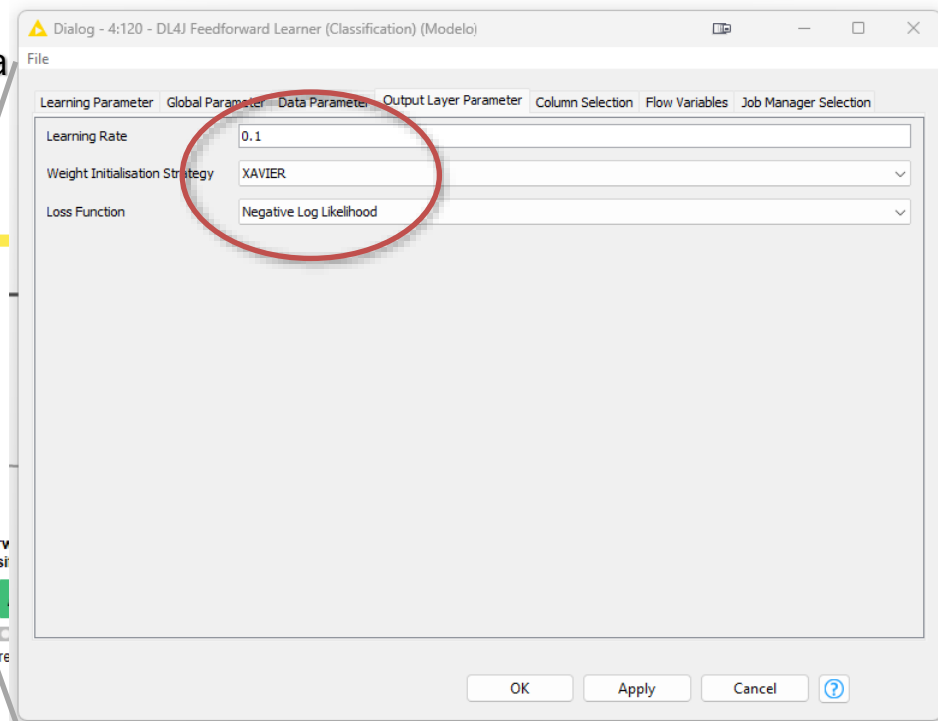 Dialog - 4:120 - DL4J Feedforward Learner (Classification) (Modelo)
a
File
Learning Parameter Global Parameter Data Parameter Output Layer Parameter Column Selection Flow Variables Job Manager Selection
Learning Rate 0.1
Weight Initialisation Strategy XAVIER
Loss Function Negative Log Likelihood
OK Apply Cancel ?